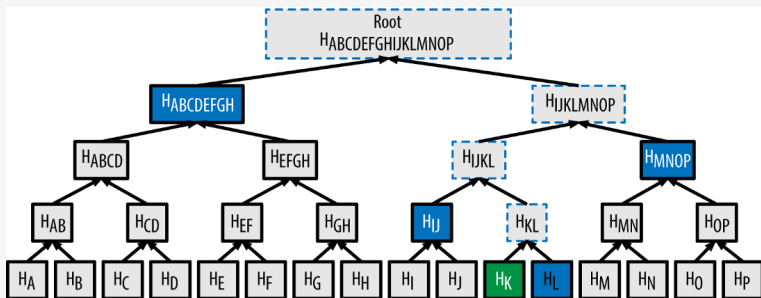 Root
HABCDEFGHIJKLMNOP
HABCDEFGH HIJKLMNOP
HABCD HEFGH HIJKL HMNOP
HAB HCD HEF HGH HIJ HKL HMN HOP
HA HB HC HD HE HF HG HH HI HJ HK HL HM HN HO HP